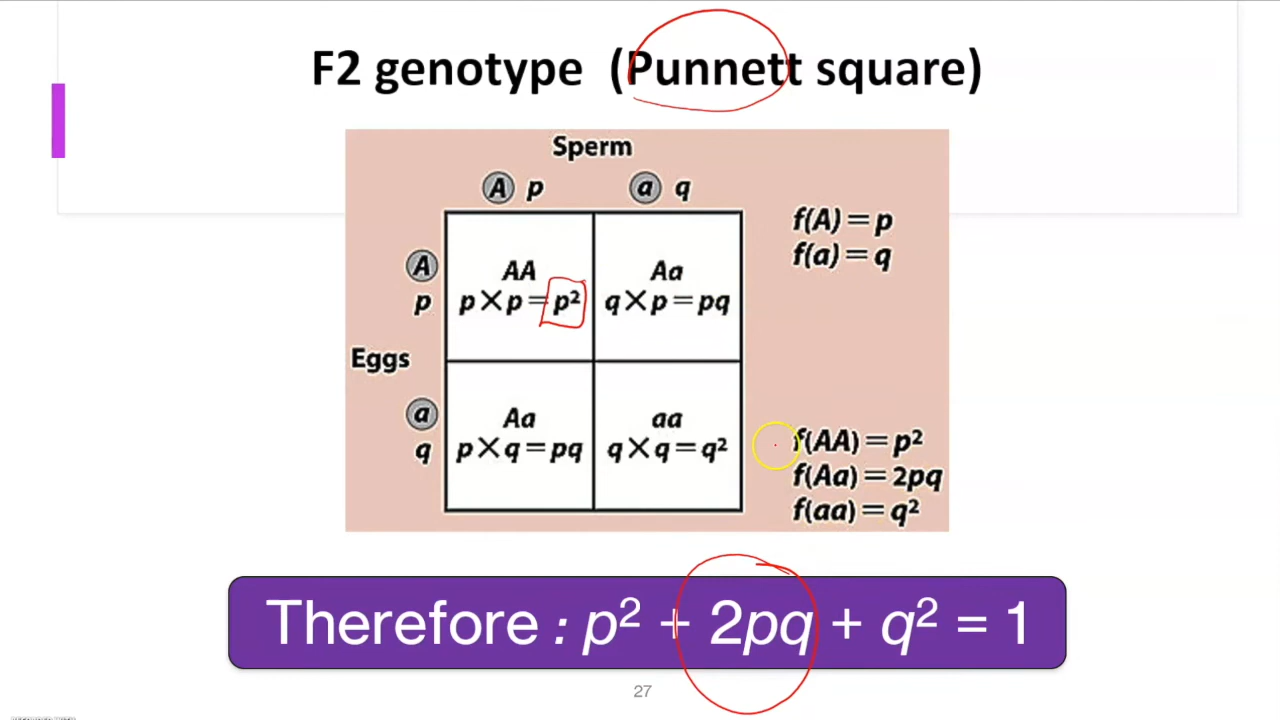 F2 genotype (Punnett square)
Sperm
A p a q
f(A) = p
f(a) = q
A
p
AA
p×p=p²
Aa
q×p=pq
Eggs
a
q
Aa
p×q=pq
aa
q×q=q²
f(AA) = p²
f(Aa) = 2pq
f(aa) = q²
Therefore : p² + 2pq + q² = 1
27